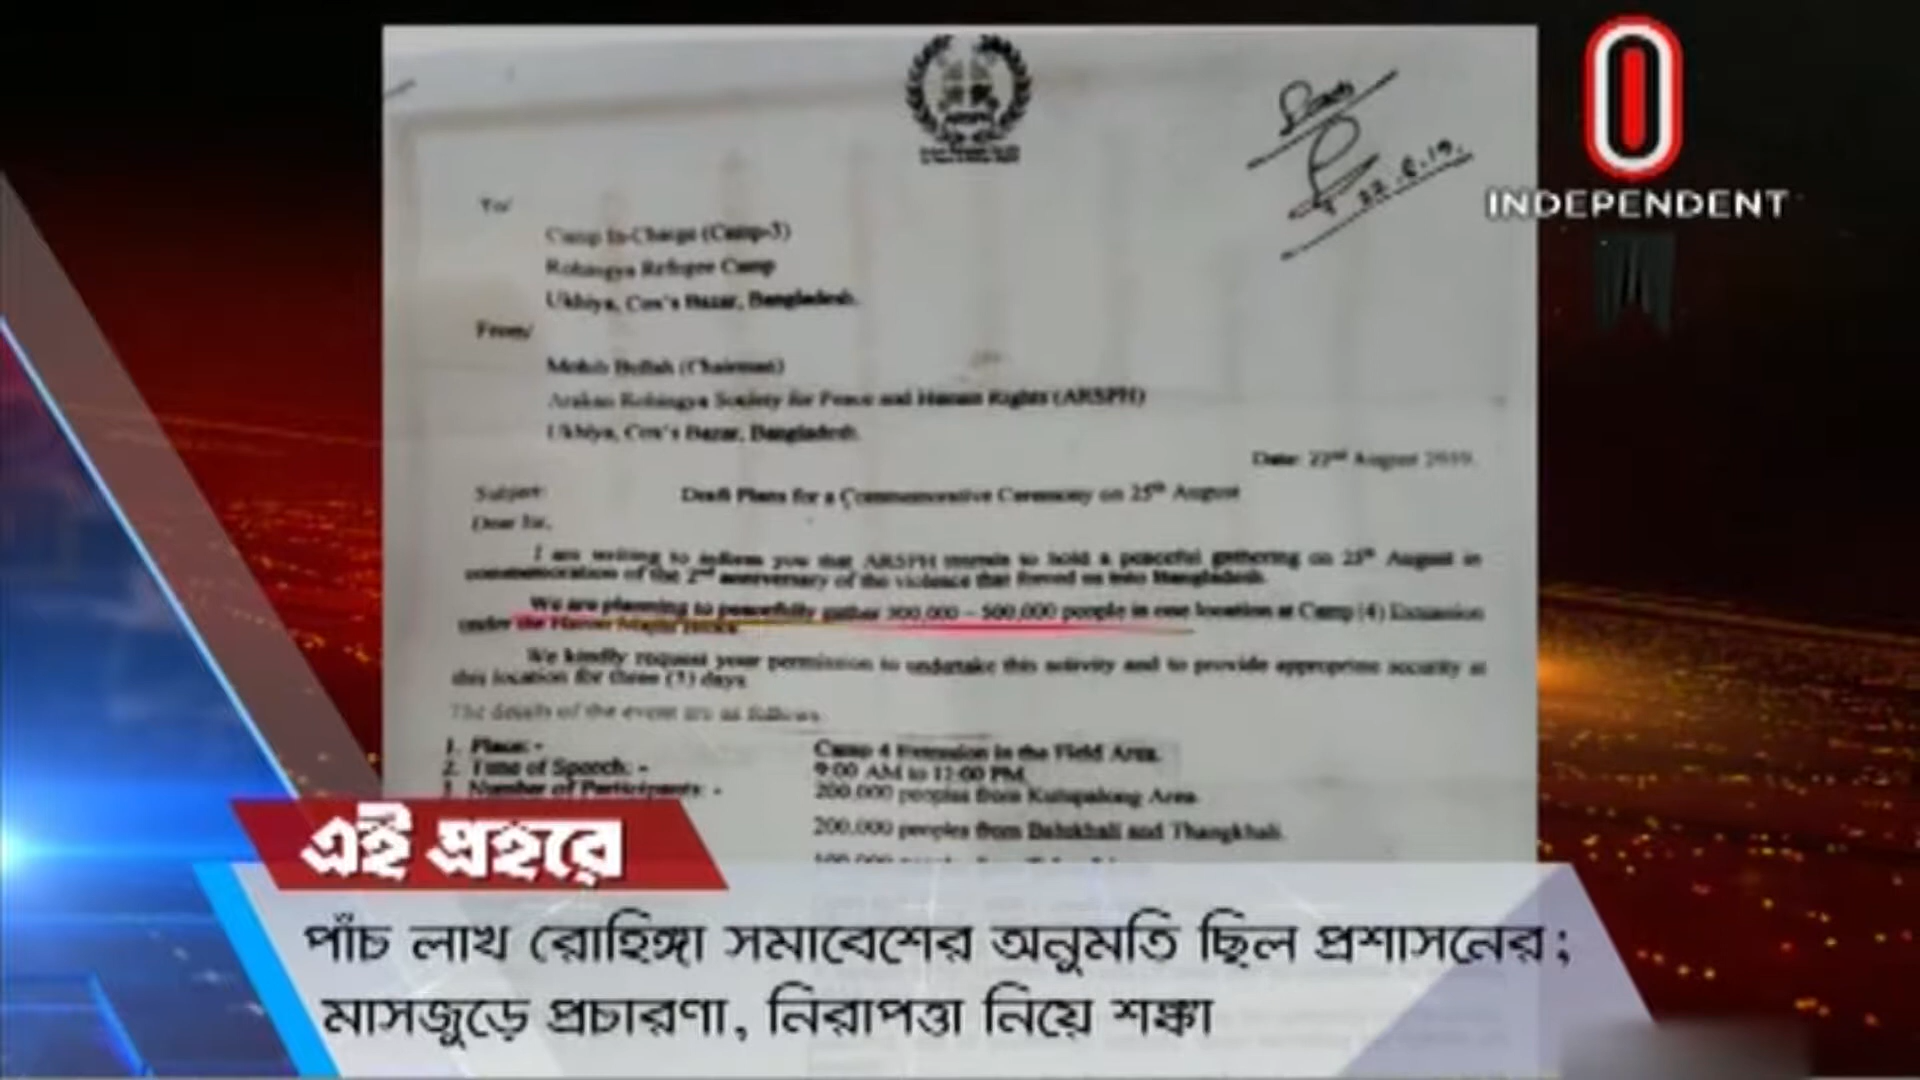 INDEPENDENT
To/
Camp In-Charge (Camp-3)
Rohingya Refugee Camp
Ukhiya, Cox's Bazar, Bangladesh.
From/
Mohib Bullah (Chairman)
Arakan Rohingya Society for Peace and Human Rights (ARSPH)
Ukhiya, Cox's Bazar, Bangladesh.
Date: 22nd August 2019.
Subject: Draft Plans for a Commemorative Ceremony on 25th August
Dear Sir,
I am writing to inform you that ARSPH intends to hold a peaceful gathering on 25th August in
commemoration of the 2nd anniversary of the violence that forced us into Bangladesh.
We are planning to peacefully gather 300,000 – 500,000 people in one location at Camp (4) Extension
under the
We kindly request your permission to undertake this activity and to provide appropriate security at
this location for three (3) days.
The details of the event are as follows.
1. Place: - Camp 4 Extension in the Field Area.
2. Time of Speech: - 9:00 AM to
3. Number of Participants: - 200,000 peoples from Kutupalong Area.
200,000 peoples from Balukhali and Thangkhali.
এই প্রহরে
পাঁচ লাখ রোহিঙ্গা সমাবেশের অনুমতি ছিল প্রশাসনের;
মাসজুড়ে প্রচারণা, নিরাপত্তা নিয়ে শঙ্কা